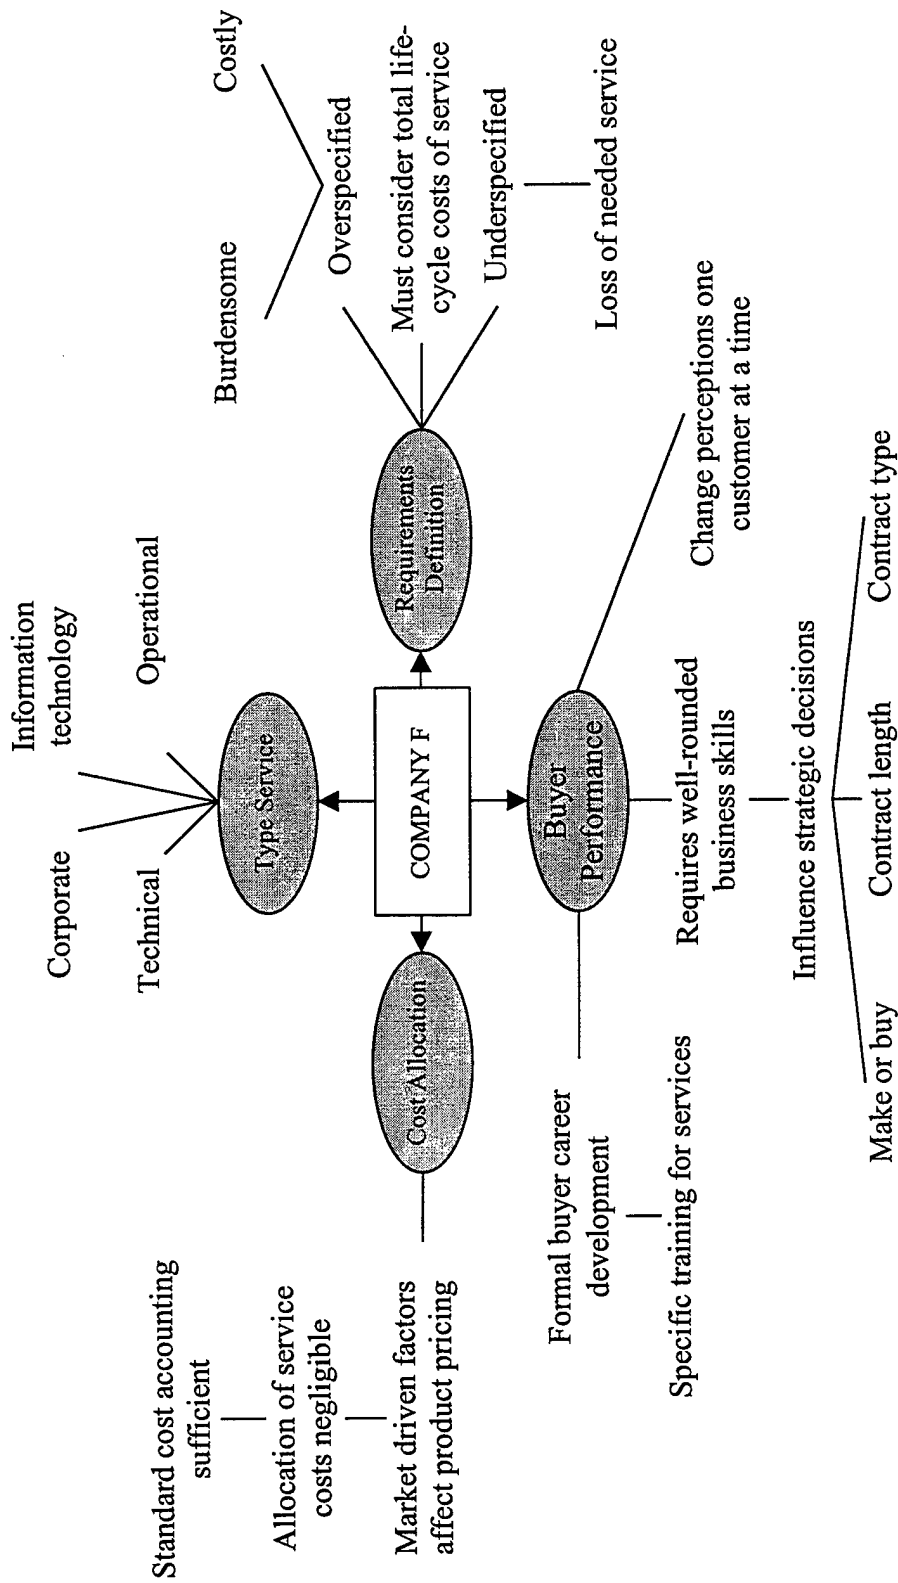 Information
technology
Corporate
Technical
Operational
Type Service
Burdensome
Costly
Overspecified
Must consider total life-
cycle costs of service
Underspecified
Loss of needed service
Requirements
Definition
COMPANY F
Cost Allocation
Standard cost accounting
sufficient
Allocation of service
costs negligible
Market driven factors
affect product pricing
Buyer
Performance
Formal buyer career
development
Specific training for services
Requires well-rounded
business skills
Change perceptions one
customer at a time
Influence strategic decisions
Make or buy
Contract length
Contract type